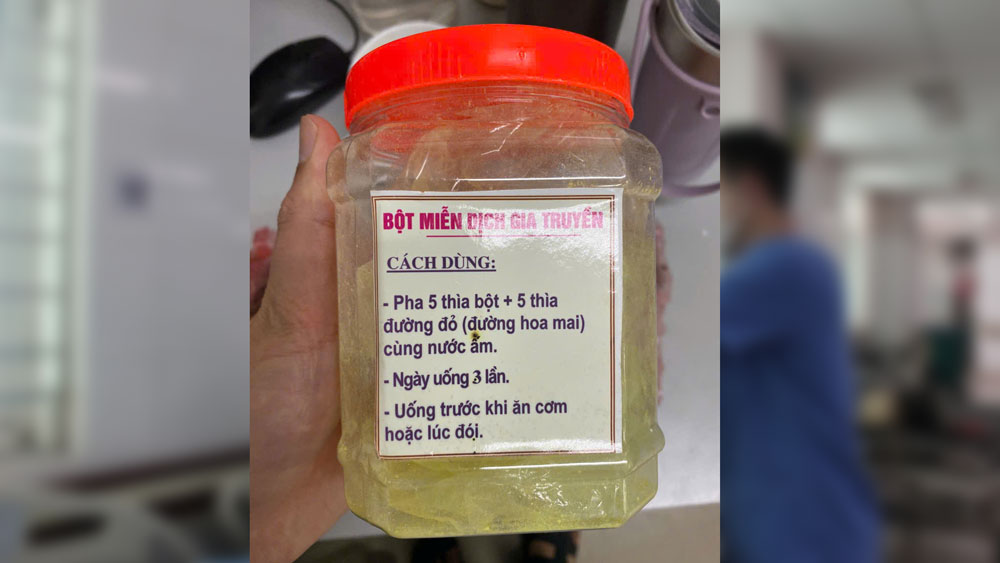 BỘT MIỄN DỊCH GIA TRUYỀN
CÁCH DÙNG:
- Pha 5 thìa bột + 5 thìa
đường đỏ (đường hoa mai)
cùng nước ấm.
- Ngày uống 3 lần.
- Uống trước khi ăn cơm
hoặc lúc đói.